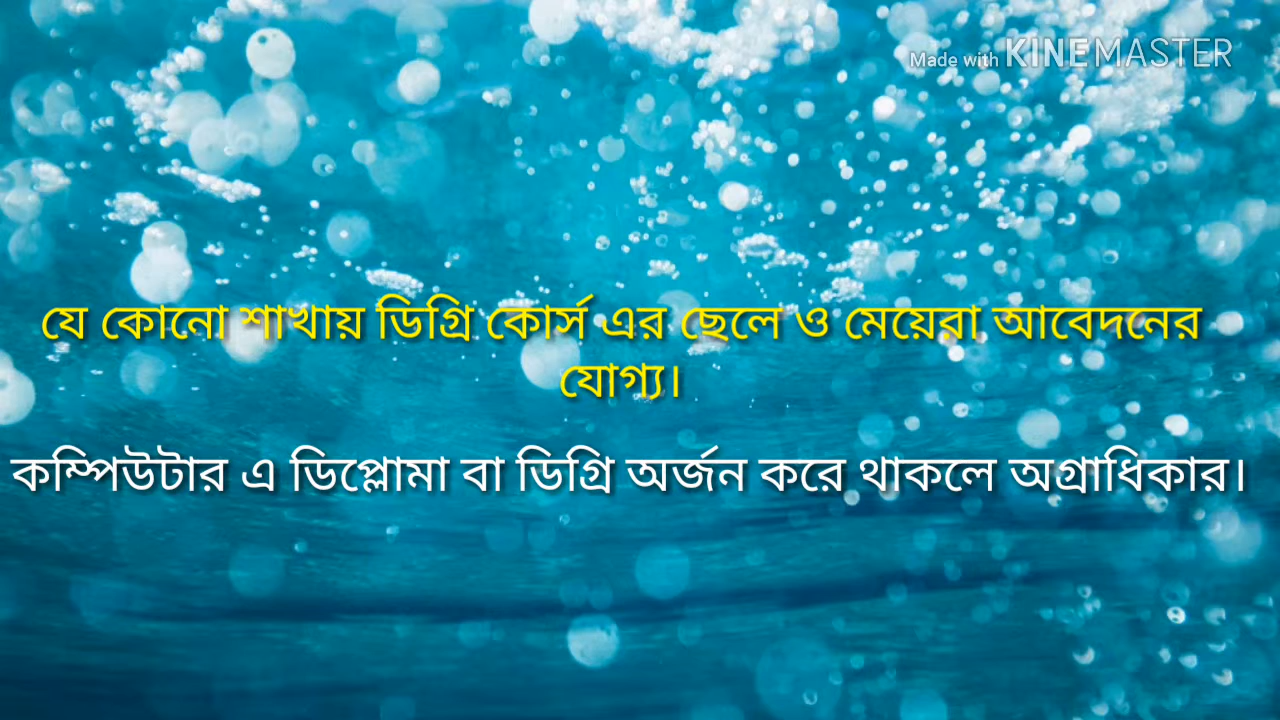 Made with KINEMASTER
যে কোনো শাখায় ডিগ্রি কোর্স এর ছেলে ও মেয়েরা আবেদনের
যোগ্য।
কম্পিউটার এ ডিপ্লোমা বা ডিগ্রি অর্জন করে থাকলে অগ্রাধিকার।